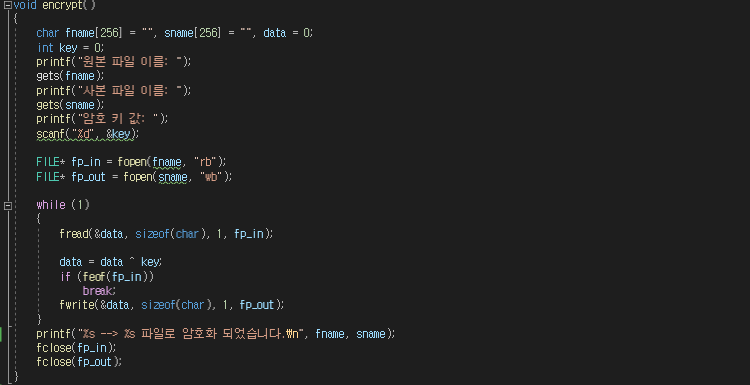 void encrypt()
{
char fname[256] = "", sname[256] = "", data = 0;
int key = 0;
printf("원본 파일 이름: ");
gets(fname);
printf("사본 파일 이름: ");
gets(sname);
printf("암호 키 값: ");
scanf("%d", &key);
FILE* fp_in = fopen(fname, "rb");
FILE* fp_out = fopen(sname, "wb");
while (1)
{
fread(&data, sizeof(char), 1, fp_in);
data = data ^ key;
if (feof(fp_in))
break;
fwrite(&data, sizeof(char), 1, fp_out);
}
printf("%s --> %s 파일로 암호화 되었습니다.₩n", fname, sname);
fclose(fp_in);
fclose(fp_out);
}